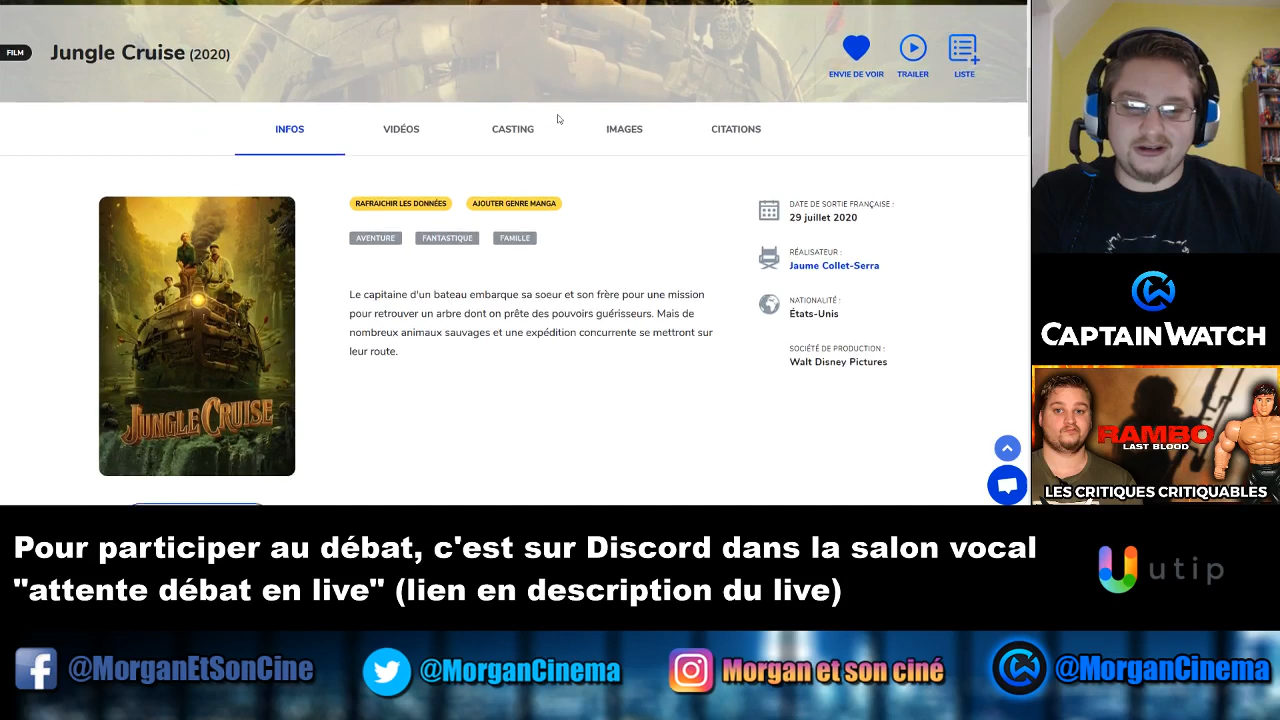 FILM
Jungle Cruise (2020)
ENVIE DE VOIR
TRAILER
LISTE
INFOS
VIDÉOS
CASTING
IMAGES
CITATIONS
RAFRAICHIR LES DONNÉES
AJOUTER GENRE MANGA
AVENTURE
FANTASTIQUE
FAMILLE
Le capitaine d'un bateau embarque sa soeur et son frère pour une mission
pour retrouver un arbre dont on prête des pouvoirs guérisseurs. Mais de
nombreux animaux sauvages et une expédition concurrente se mettront sur
leur route.
DATE DE SORTIE FRANÇAISE :
29 juillet 2020
RÉALISATEUR :
Jaume Collet-Serra
NATIONALITÉ :
États-Unis
SOCIÉTÉ DE PRODUCTION :
Walt Disney Pictures
JUNGLE CRUISE
CAPTAINWATCH
RAMBO
LAST BLOOD
LES CRITIQUES CRITIQUABLES
Pour participer au débat, c'est sur Discord dans la salon vocal
"attente débat en live" (lien en description du live)
utip
@MorganEtSonCine
@MorganCinema
Morgan et son ciné
@MorganCinema